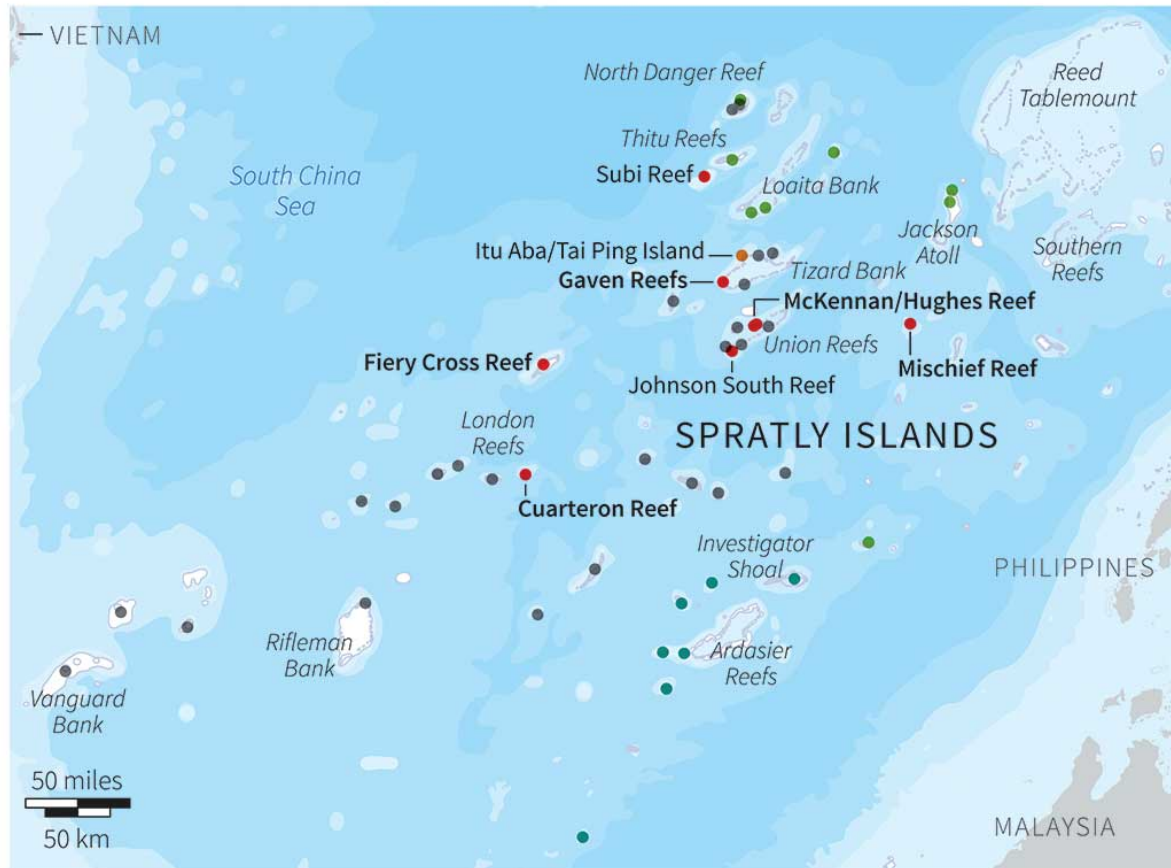 VIETNAM
North Danger Reef
Reed
Tablemount
Thitu Reefs
Subi Reef
South China
Sea
Loaita Bank
Jackson
Atoll
Southern
Reefs
Itu Aba/Tai Ping Island
Tizard Bank
Gaven Reefs
McKennan/Hughes Reef
Union Reefs
Fiery Cross Reef
Mischief Reef
Johnson South Reef
London
Reefs
SPRATLY ISLANDS
Cuarteron Reef
Investigator
Shoal
PHILIPPINES
Rifleman
Bank
Ardasier
Reefs
Vanguard
Bank
50 miles
50 km
MALAYSIA